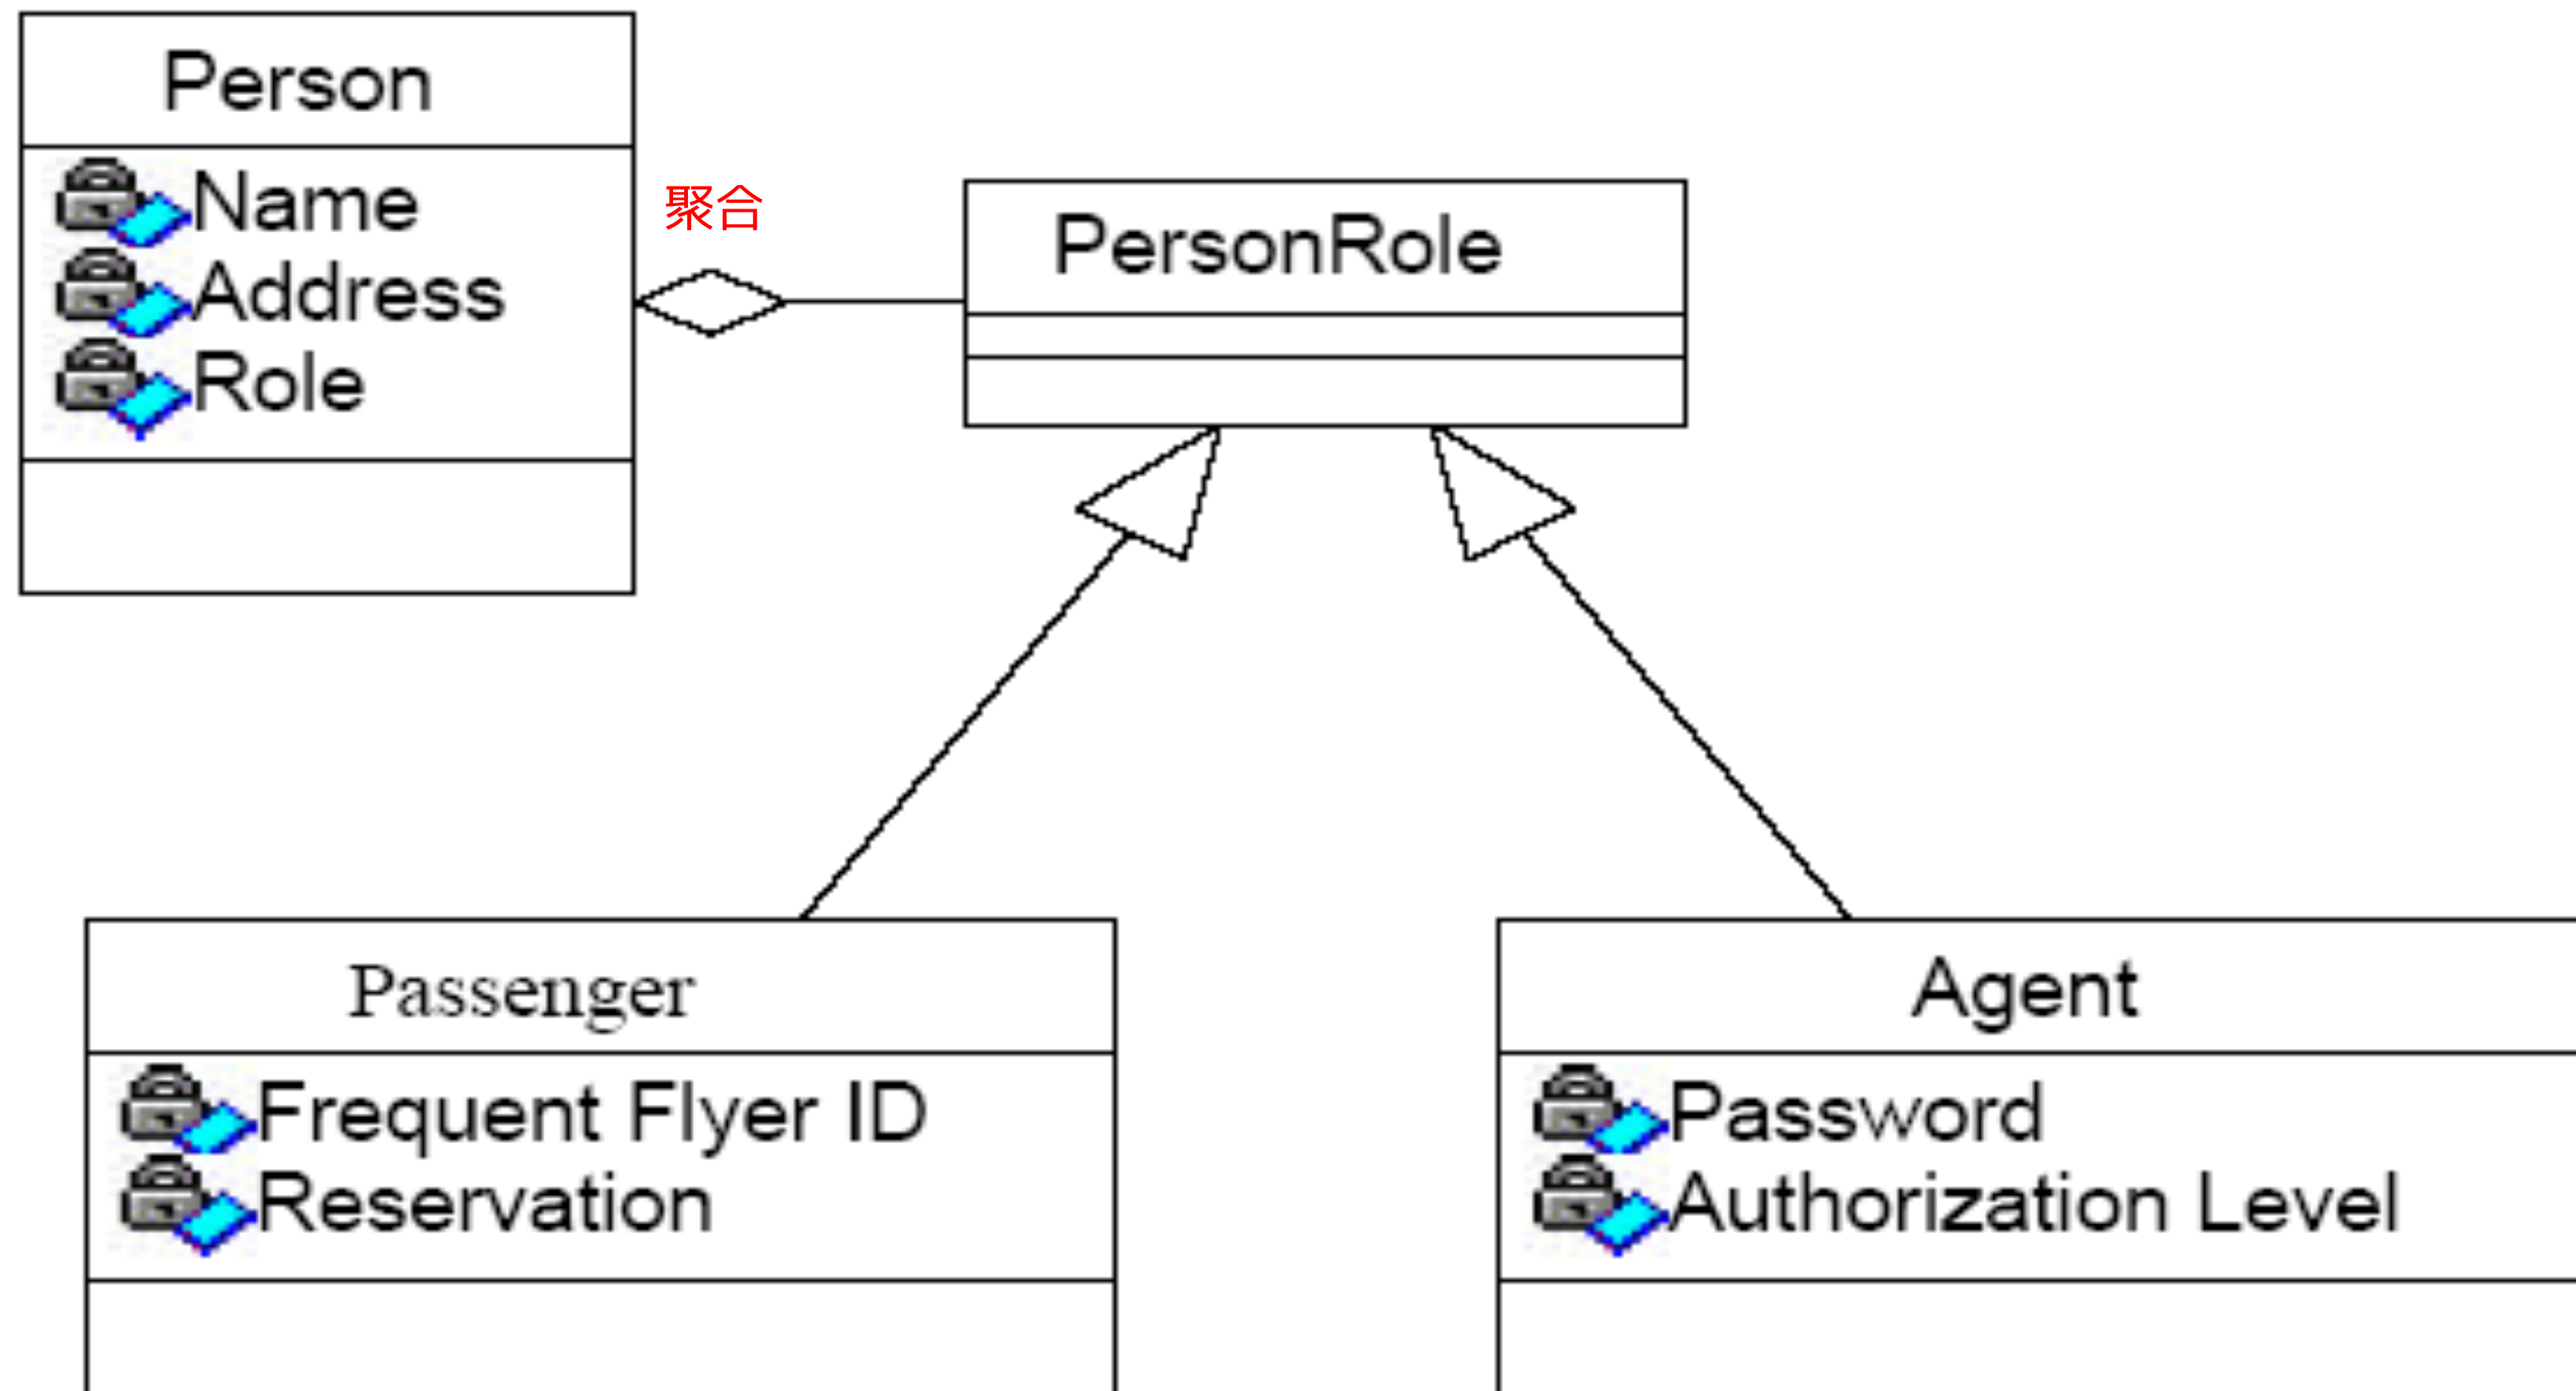 Person
Name
Address
Role
聚合
PersonRole
Passenger
Frequent Flyer ID
Reservation
Agent
Password
Authorization Level